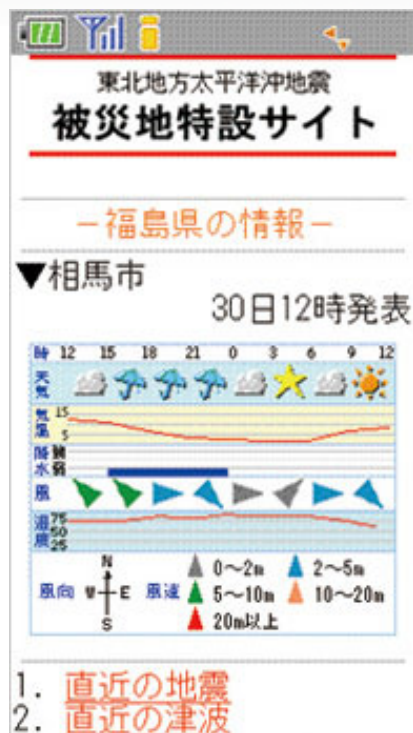 東北地方太平洋沖地震
被災地特設サイト
−福島県の情報−
▼相馬市
30日12時発表
時 12 15 18 21 0 3 6 9 12
天気
気温 15 5
降水 強 弱
風
湿度 75 50 25
風向 N W E S 風速
0〜2m 2〜5m
5〜10m 10〜20m
20m以上
1. 直近の地震
2. 直近の津波